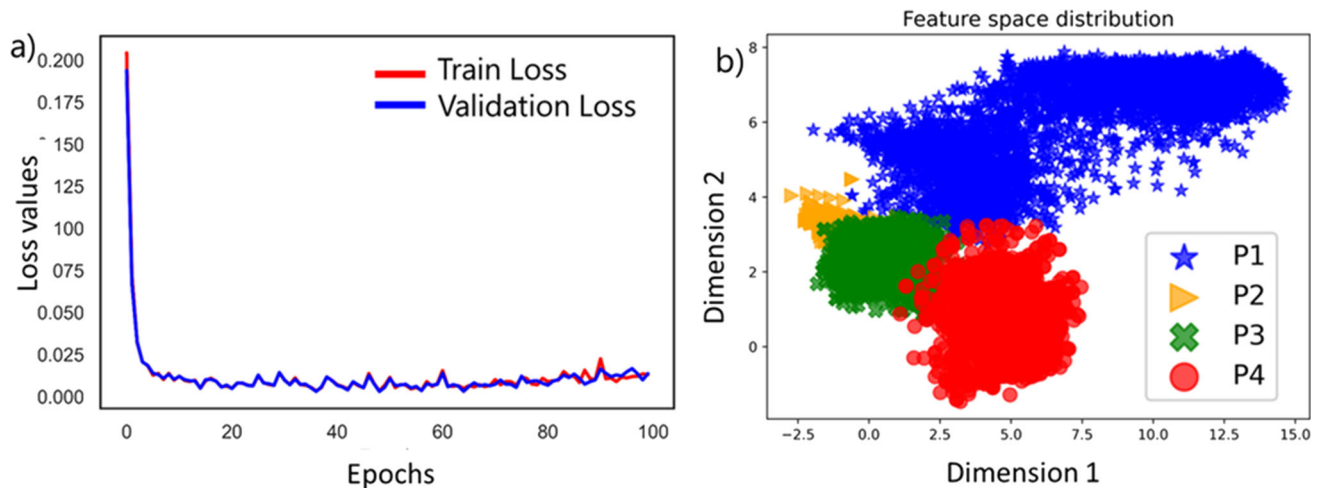 a)
Loss values
0.200
0.175
150
125
100
75
0.050
0.025
0.000
Train Loss
Validation Loss
0 20 40 60 80 100
Epochs
b)
Feature space distribution
Dimension 2
8
6
4
2
0
P1
P2
P3
P4
−2.5 0.0 2.5 5.0 7.5 10.0 12.5 15.0
Dimension 1